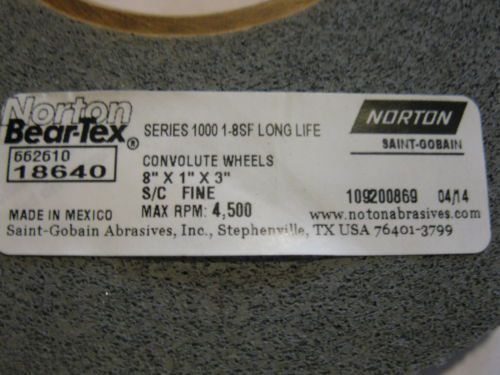 Norton
Bear-Tex®
SERIES 1000 1-8SF LONG LIFE
NORTON
SAINT-GOBAIN
662610
18640
CONVOLUTE WHEELS
8" X 1" X 3"
S/C FINE
109200869 04/14
MADE IN MEXICO
MAX RPM: 4,500
www.notonabrasives.com
Saint-Gobain Abrasives, Inc., Stephenville, TX USA 76401-3799